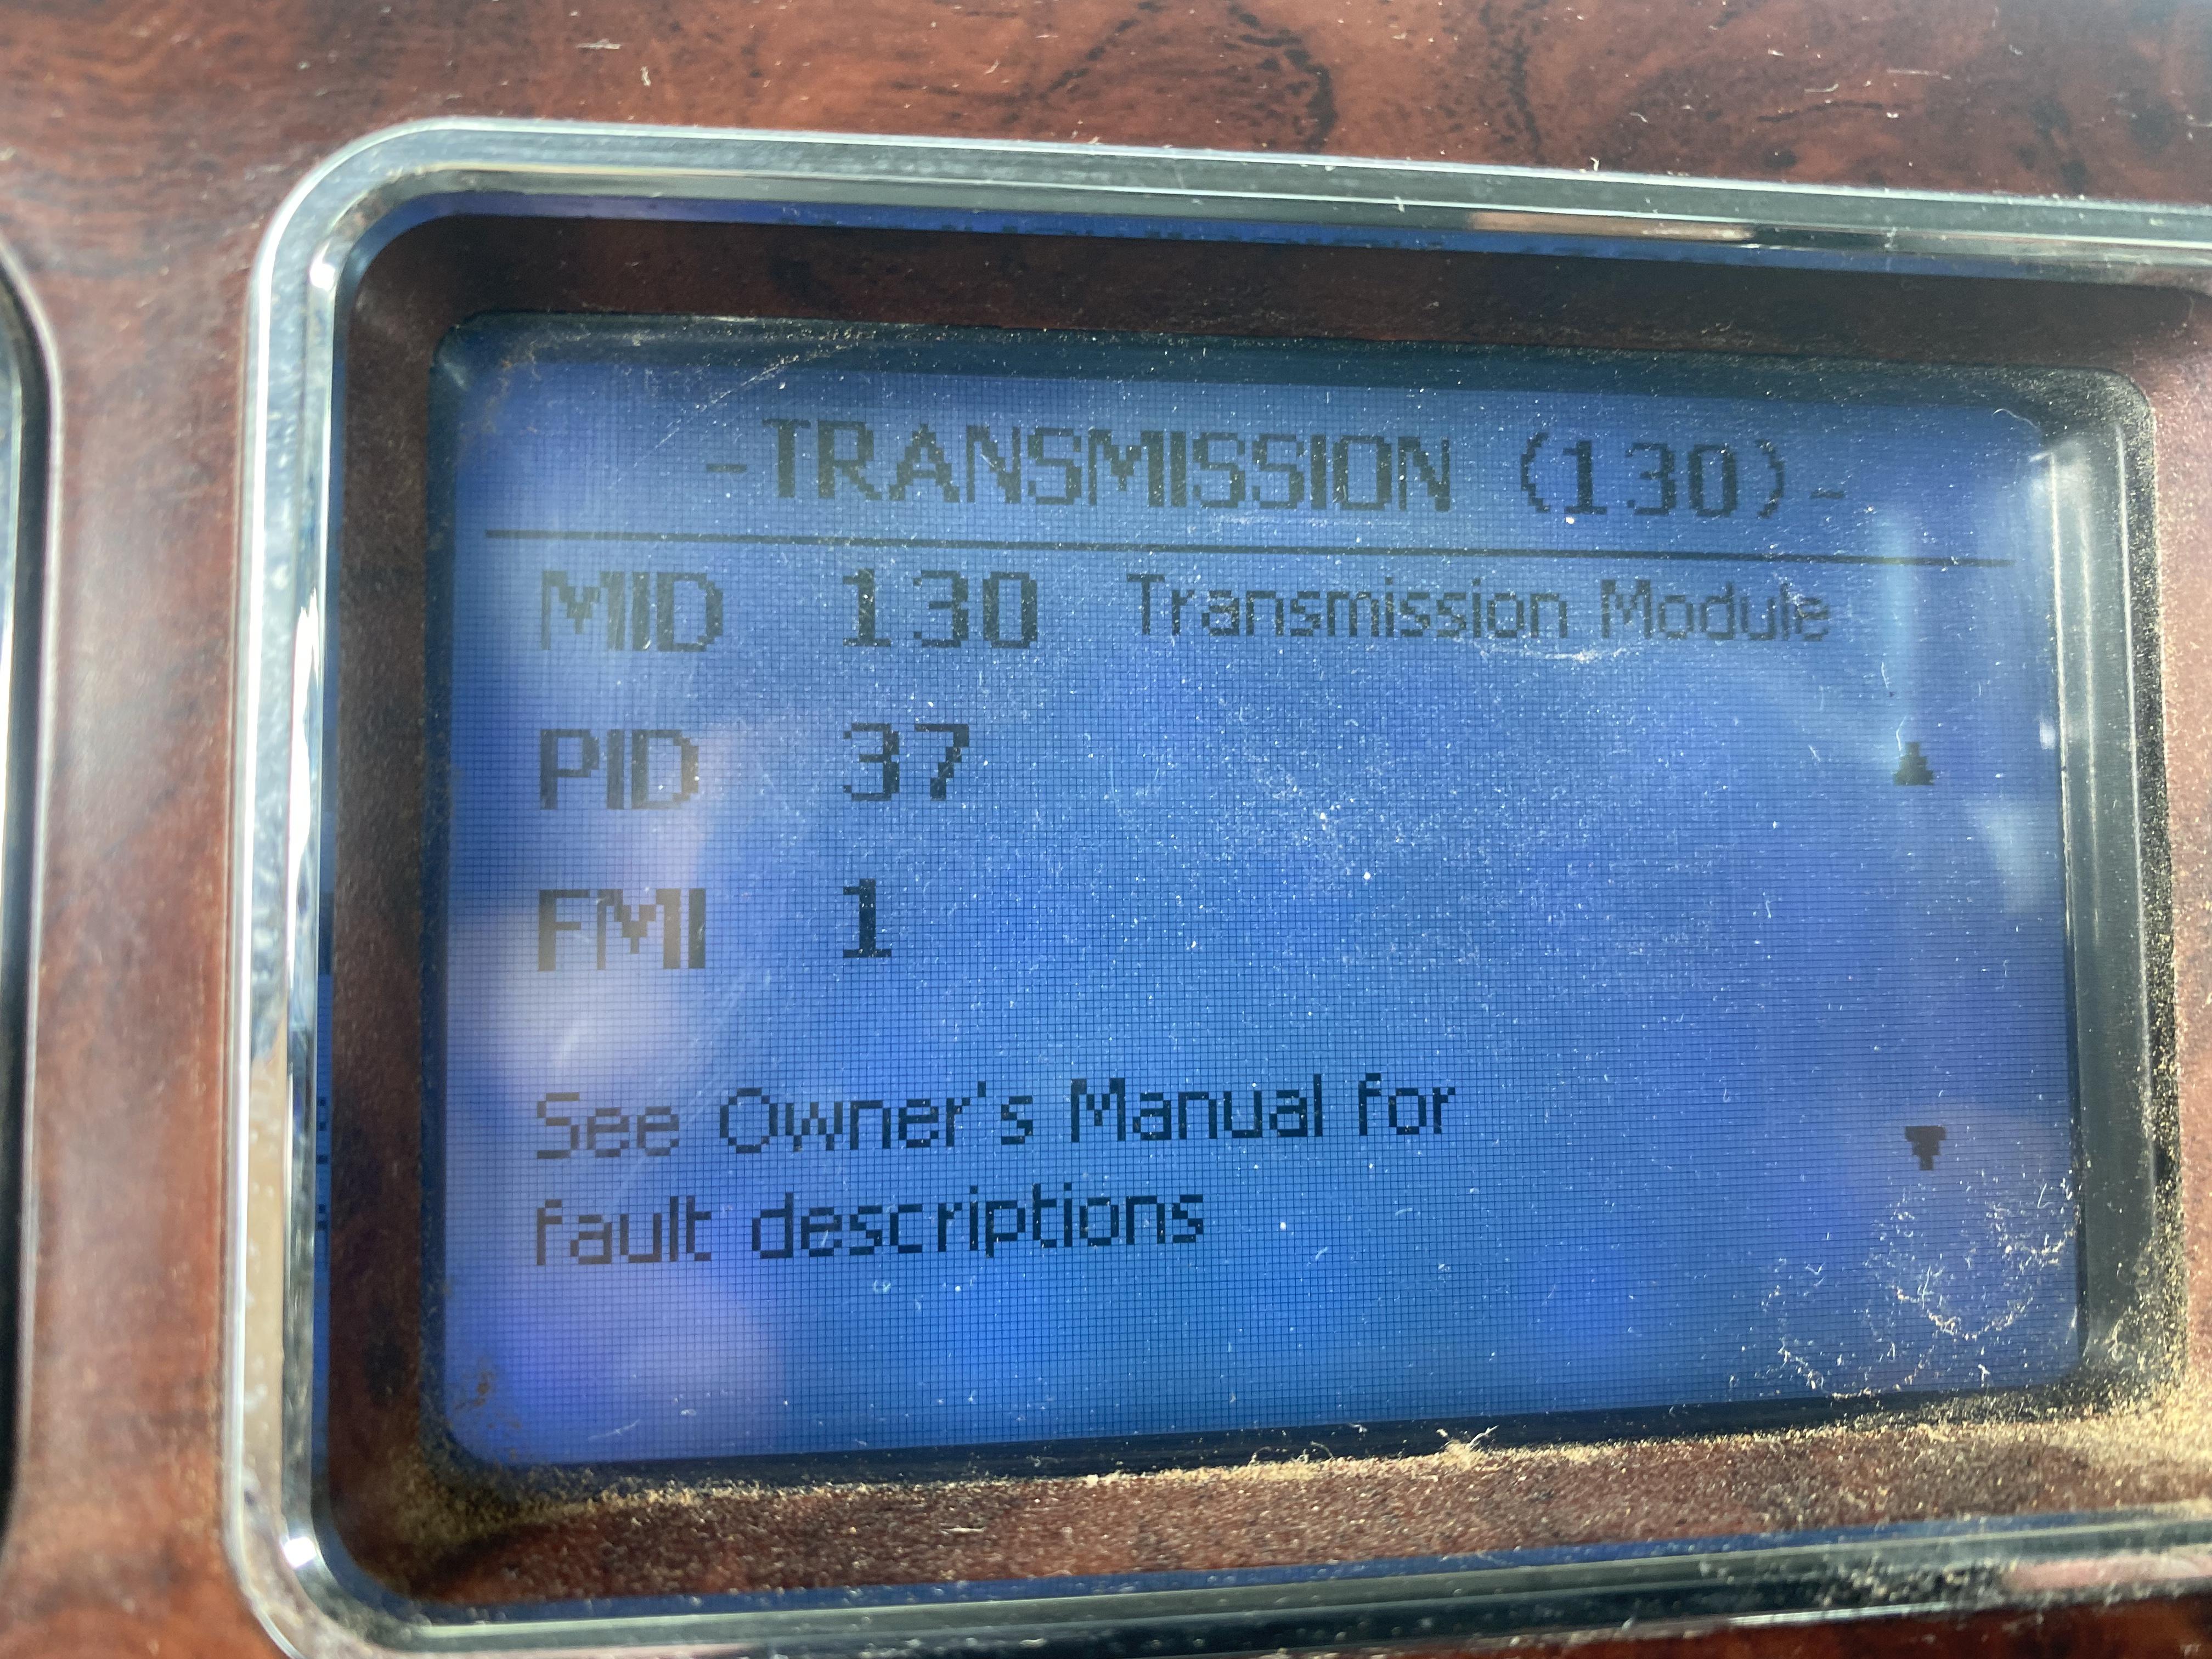 -TRANSMISSION (130)-
MID 130 Transmission Module
PID 37
FMI 1
See Owner's Manual for
fault descriptions